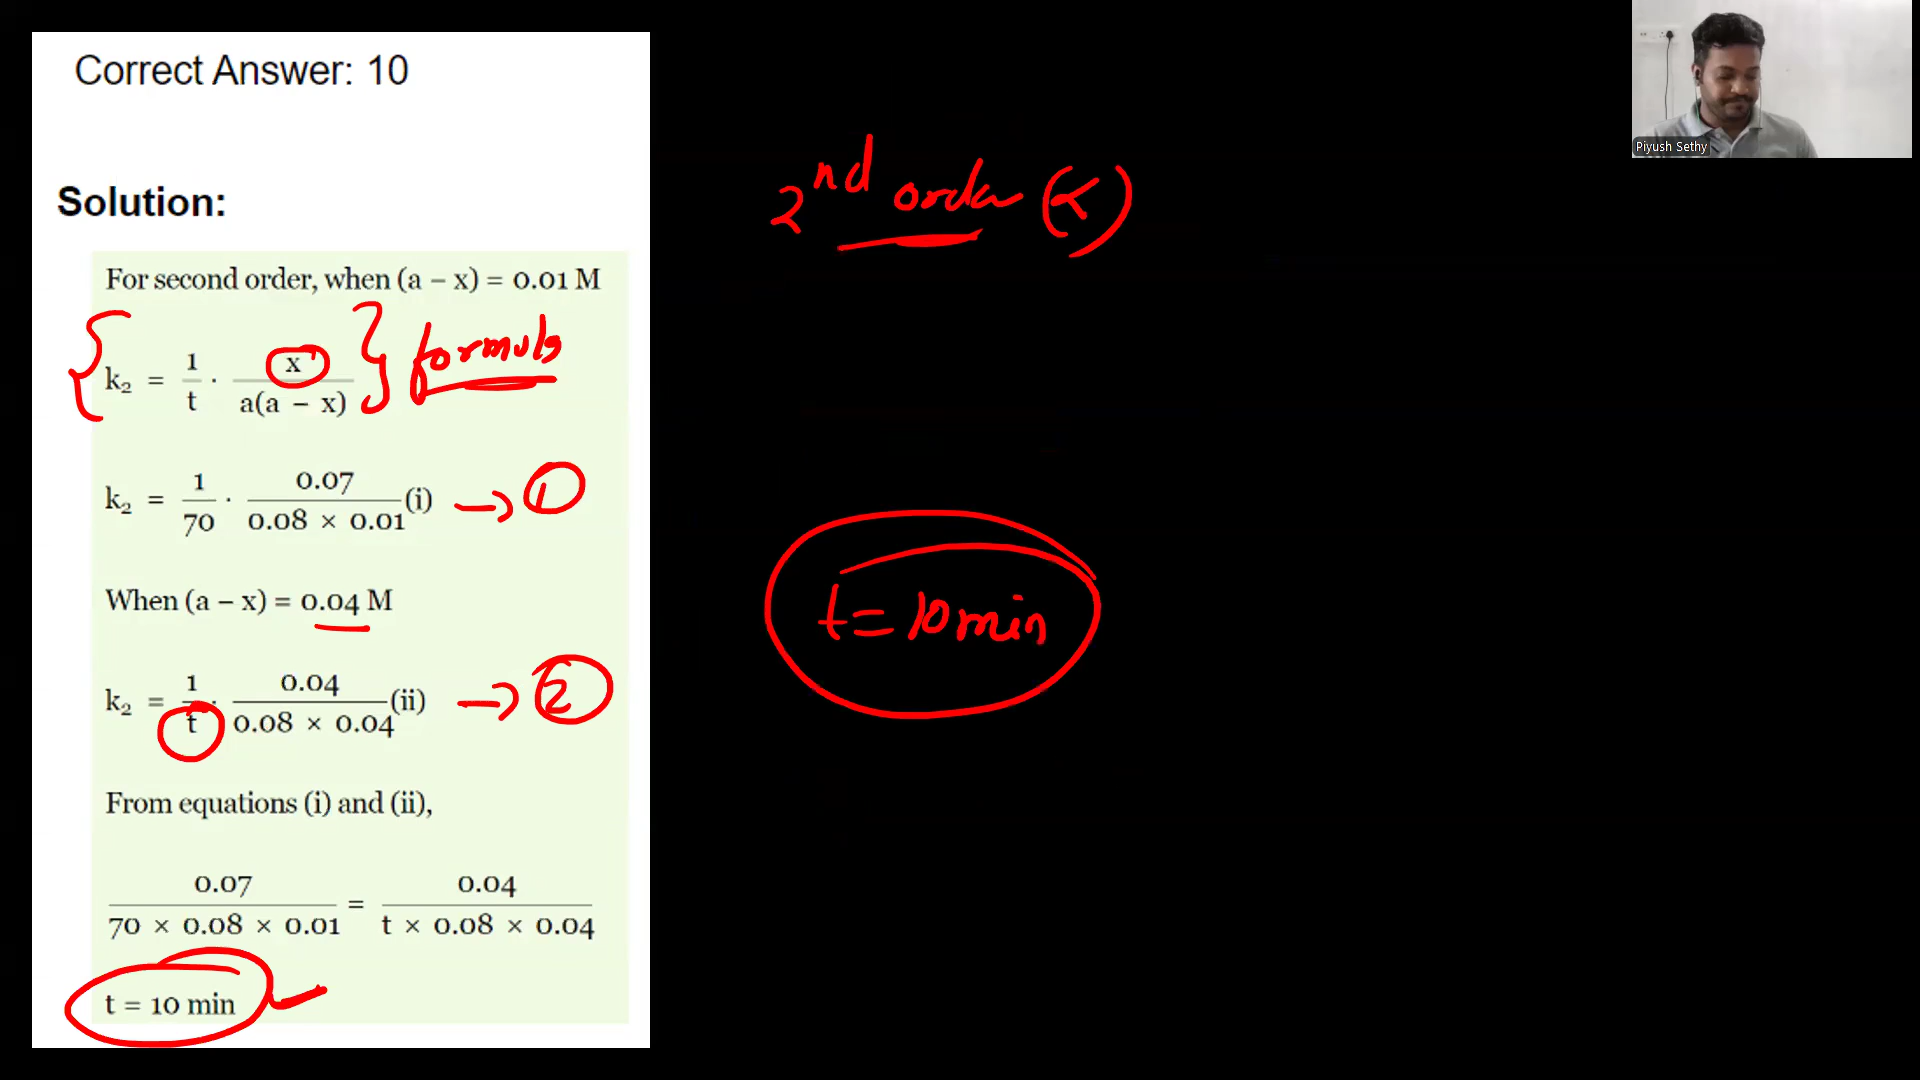 Correct Answer: 10
Solution:
For second order, when (a – x) = 0.01 M
k₂ = 1/t · x/a(a – x) formula
k₂ = 1/70 · 0.07/0.08 × 0.01 (i) → 1
When (a – x) = 0.04 M
k₂ = 1/t · 0.04/0.08 × 0.04 (ii) → 2
From equations (i) and (ii),
0.07/70 × 0.08 × 0.01 = 0.04/t × 0.08 × 0.04
t = 10 min
2nd order
t = 10 min
Piyush Sethy